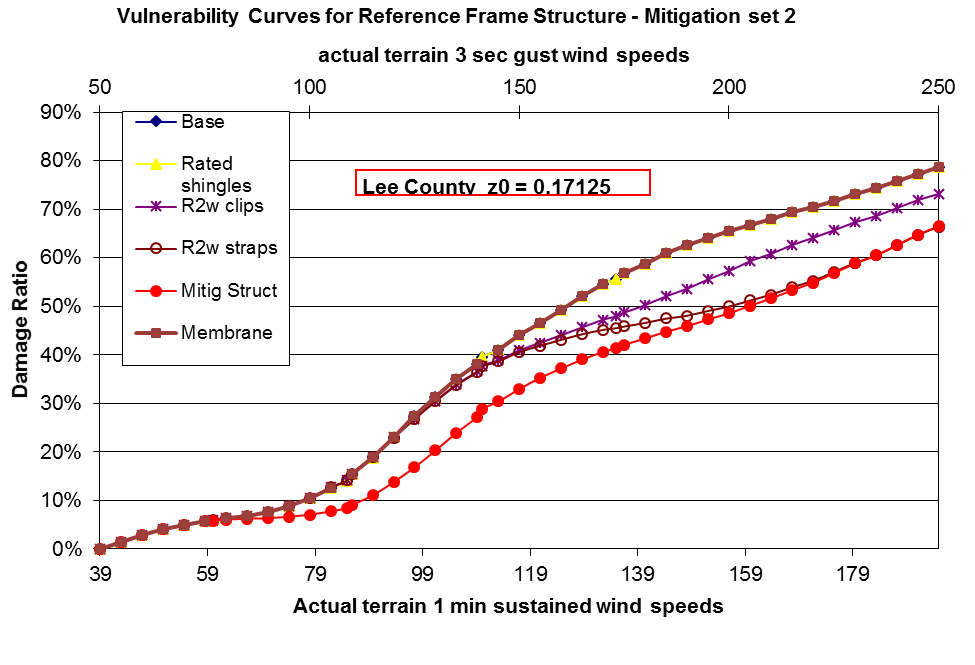 Vulnerability Curves for Reference Frame Structure - Mitigation set 2
actual terrain 3 sec gust wind speeds
50 100 150 200 250
90%
80%
70%
60%
50%
40%
30%
20%
10%
0%
Damage Ratio
Base
Rated
shingles
R2w clips
R2w straps
Mitig Struct
Membrane
Lee County z0 = 0.17125
39 59 79 99 119 139 159 179
Actual terrain 1 min sustained wind speeds